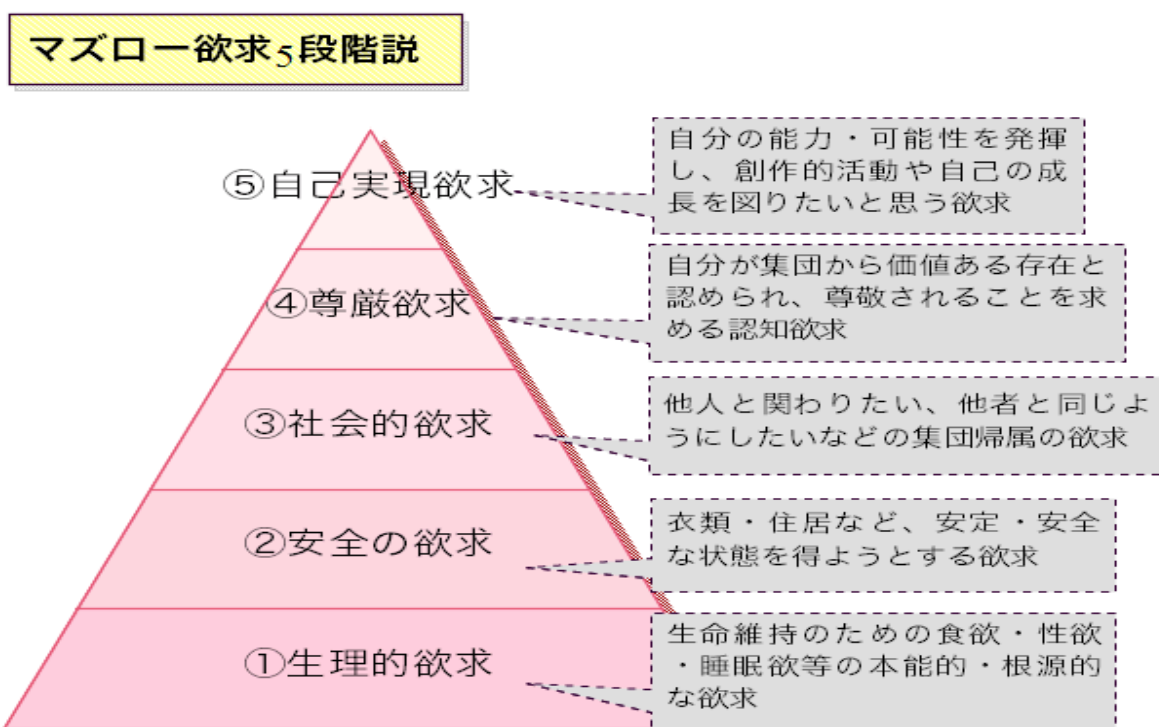 マズロー欲求5段階説
⑤自己実現欲求
自分の能力・可能性を発揮
し、創作的活動や自己の成
長を図りたいと思う欲求
④尊厳欲求
自分が集団から価値ある存在と
認められ、尊敬されることを求
める認知欲求
③社会的欲求
他人と関わりたい、他者と同じよ
うにしたいなどの集団帰属の欲求
②安全の欲求
衣類・住居など、安定・安全
な状態を得ようとする欲求
①生理的欲求
生命維持のための食欲・性欲
・睡眠欲等の本能的・根源的
な欲求